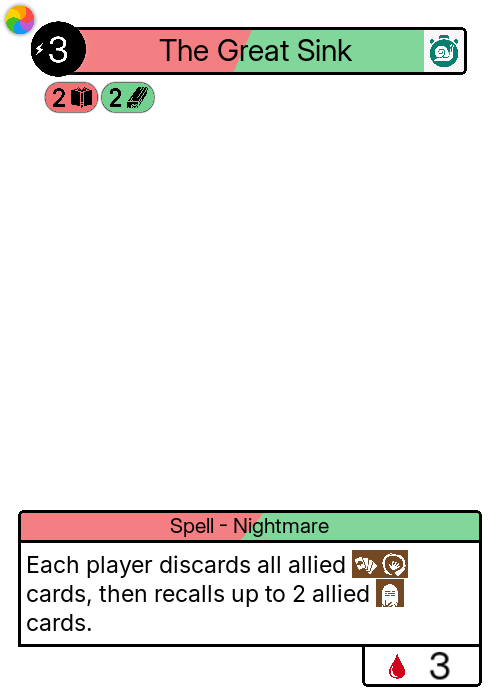 3
The Great Sink
2 2
Spell - Nightmare
Each player discards all allied
cards, then recalls up to 2 allied
cards.
3